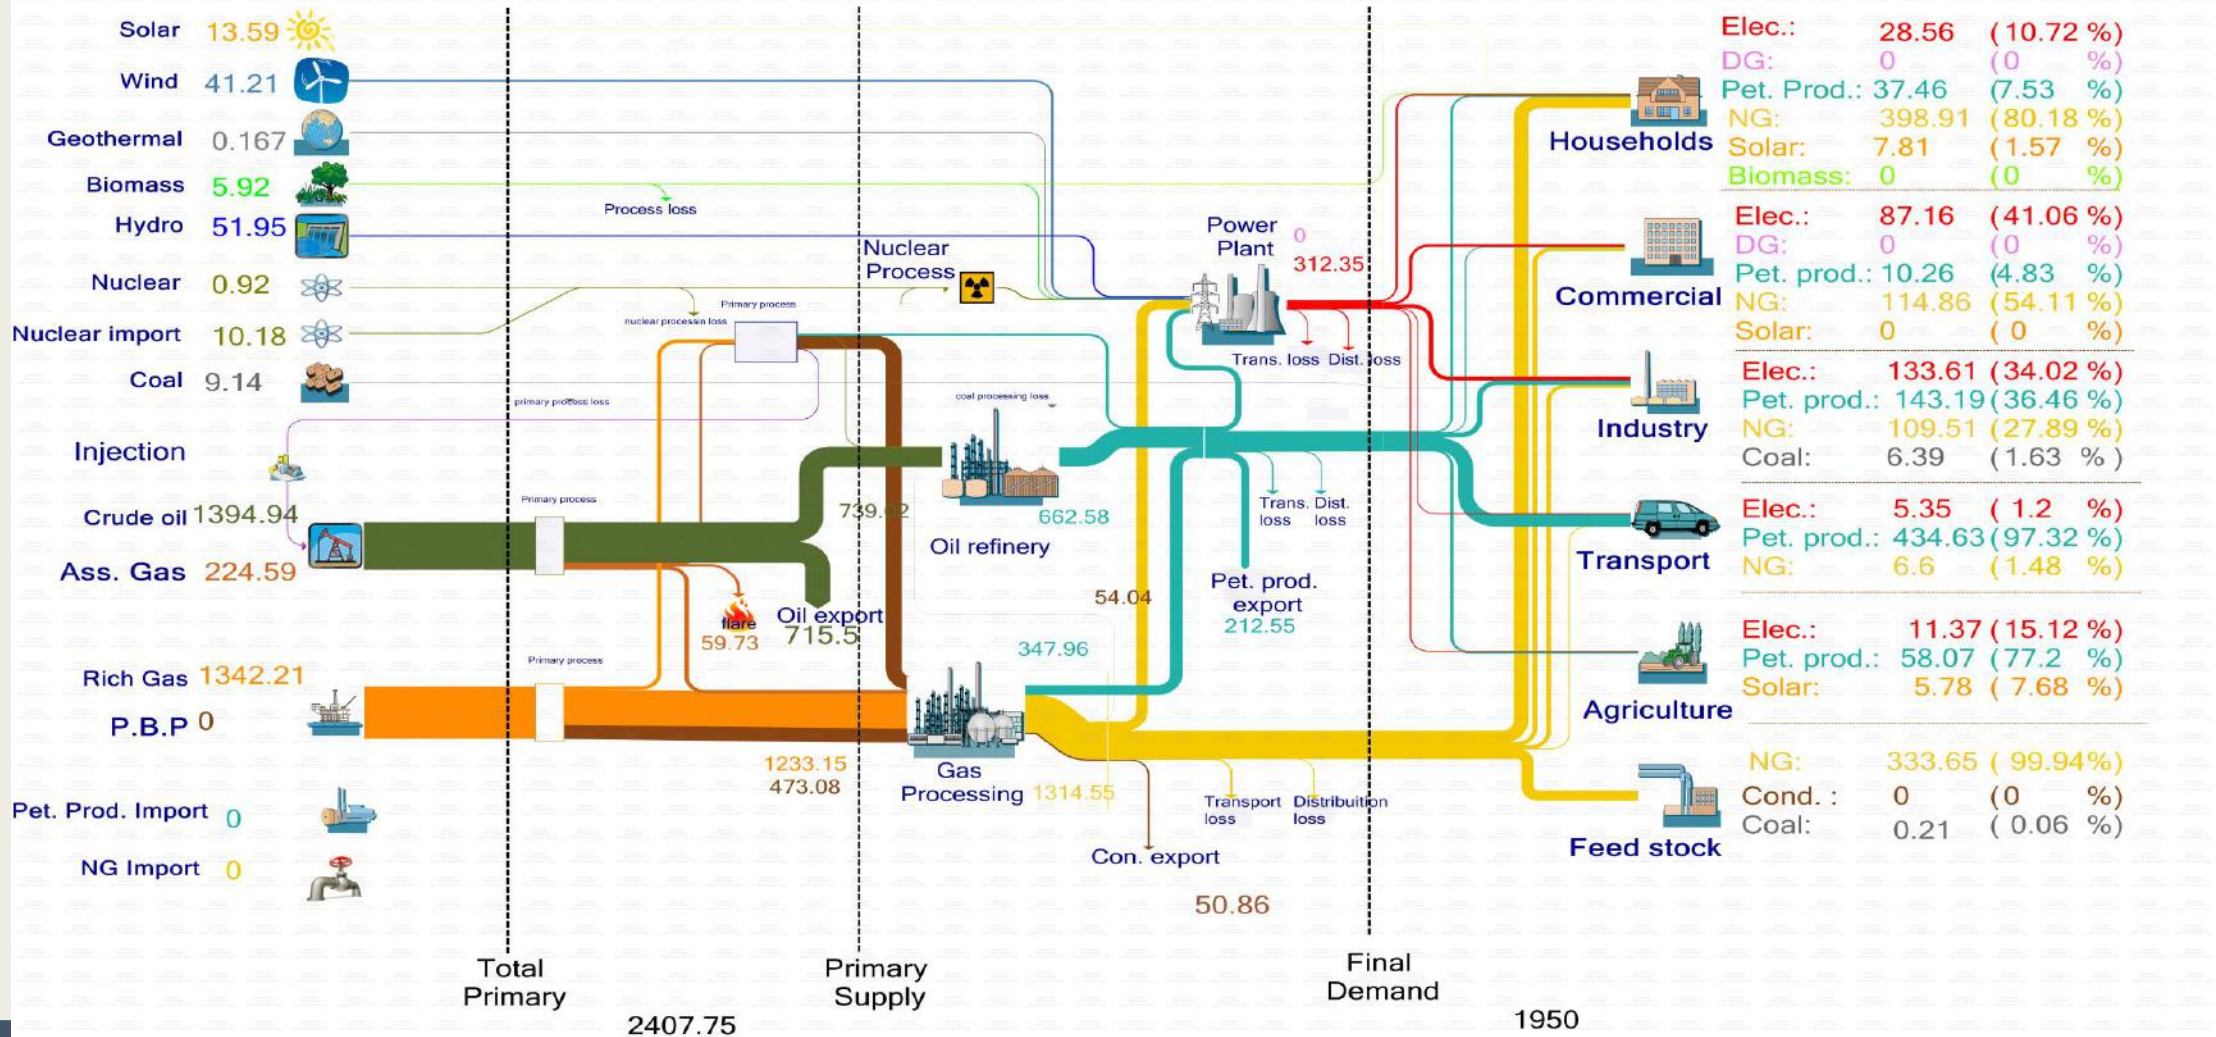 Solar 13.59
Wind 41.21
Geothermal 0.167
Biomass 5.92
Hydro 51.95
Nuclear 0.92
Nuclear import 10.18
Coal 9.14
Injection
Crude oil 1394.94
Ass. Gas 224.59
Rich Gas 1342.21
P.B.P 0
Pet. Prod. Import 0
NG Import 0
Process loss
nuclear processin loss
Primary process
primary process loss
Primary process
Primary process
flare
59.73
Oil export
715.5
1233.15
473.08
Nuclear
Process
coal processing loss
Oil refinery
662.58
347.96
Gas
Processing
1314.55
54.04
Power
Plant
0
312.35
Trans. loss Dist. loss
Trans. Dist.
loss loss
Pet. prod.
export
212.55
Transport Distribuition
loss loss
Con. export
50.86
Total
Primary
2407.75
Primary
Supply
Final
Demand
1950
Households
Elec.: 28.56 (10.72 %)
DG: 0 (0 %)
Pet. Prod.: 37.46 (7.53 %)
NG: 398.91 (80.18 %)
Solar: 7.81 (1.57 %)
Biomass: 0 (0 %)
Commercial
Elec.: 87.16 (41.06 %)
DG: 0 (0 %)
Pet. prod.: 10.26 (4.83 %)
NG: 114.86 (54.11 %)
Solar: 0 ( 0 %)
Industry
Elec.: 133.61 (34.02 %)
Pet. prod.: 143.19 (36.46 %)
NG: 109.51 (27.89 %)
Coal: 6.39 (1.63 % )
Transport
Elec.: 5.35 ( 1.2 %)
Pet. prod.: 434.63 (97.32 %)
NG: 6.6 (1.48 %)
Agriculture
Elec.: 11.37 (15.12 %)
Pet. prod.: 58.07 (77.2 %)
Solar: 5.78 ( 7.68 %)
Feed stock
NG: 333.65 ( 99.94%)
Cond. : 0 (0 %)
Coal: 0.21 ( 0.06 %)